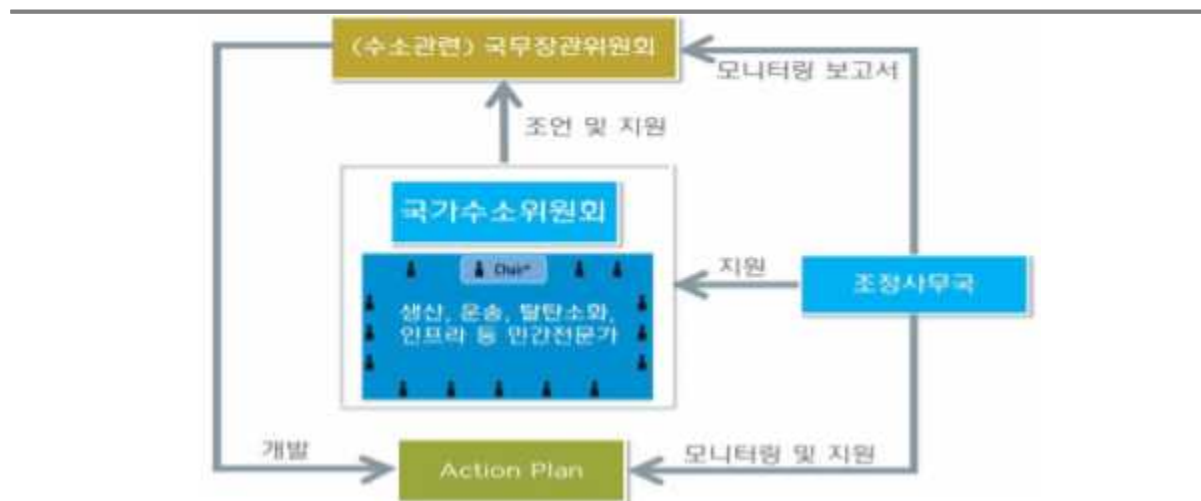 (수소관련) 국무장관위원회
모니터링 보고서
조언 및 지원
국가수소위원회
Chair*
지원
조정사무국
생산, 운송, 탈탄소화,
인프라 등 민간전문가
개발
Action Plan
모니터링 및 지원